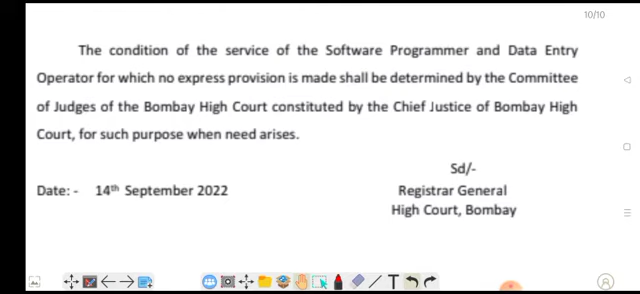 10/10
The condition of the service of the Software Programmer and Data Entry
Operator for which no express provision is made shall be determined by the Committee
of Judges of the Bombay High Court constituted by the Chief Justice of Bombay High
Court, for such purpose when need arises.
Sd/-
Date: - 14th September 2022 Registrar General
High Court, Bombay
T